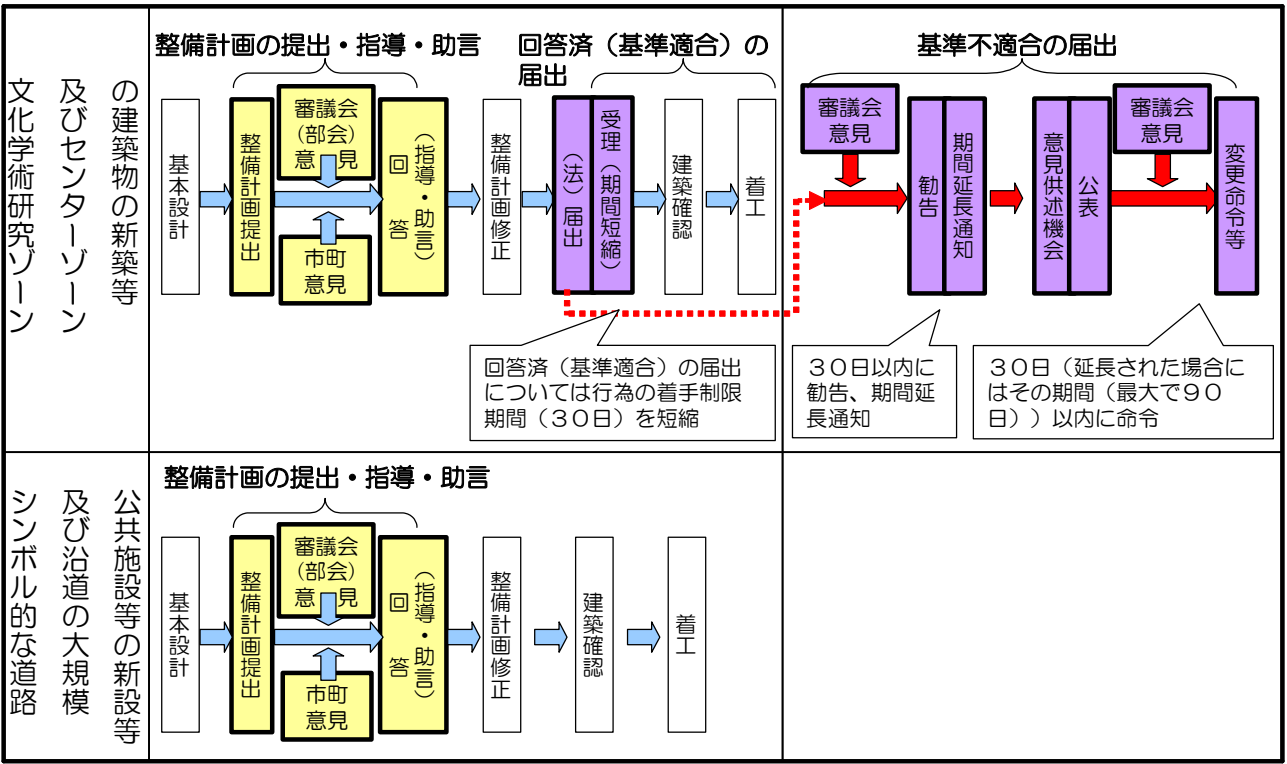 文化学術研究ゾーン
及びセンターゾーン
の建築物の新築等
整備計画の提出・指導・助言
基本設計
整備計画提出
審議会
(部会)
意　見
市町
意見
回　答
（指導・助言）
整備計画修正
回答済（基準適合）の
届出
（法）届出
受理（期間短縮）
建築確認
着工
回答済（基準適合）の届出
については行為の着手制限
期間（３０日）を短縮
基準不適合の届出
審議会
意見
勧告
期間延長通知
意見供述機会
公表
審議会
意見
変更命令等
３０日以内に
勧告、期間延
長通知
３０日（延長された場合に
はその期間（最大で９０
日））以内に命令
シンボル的な道路
及び沿道の大規模
公共施設等の新設等
整備計画の提出・指導・助言
基本設計
整備計画提出
審議会
(部会)
意　見
市町
意見
回　答
（指導・助言）
整備計画修正
建築確認
着工